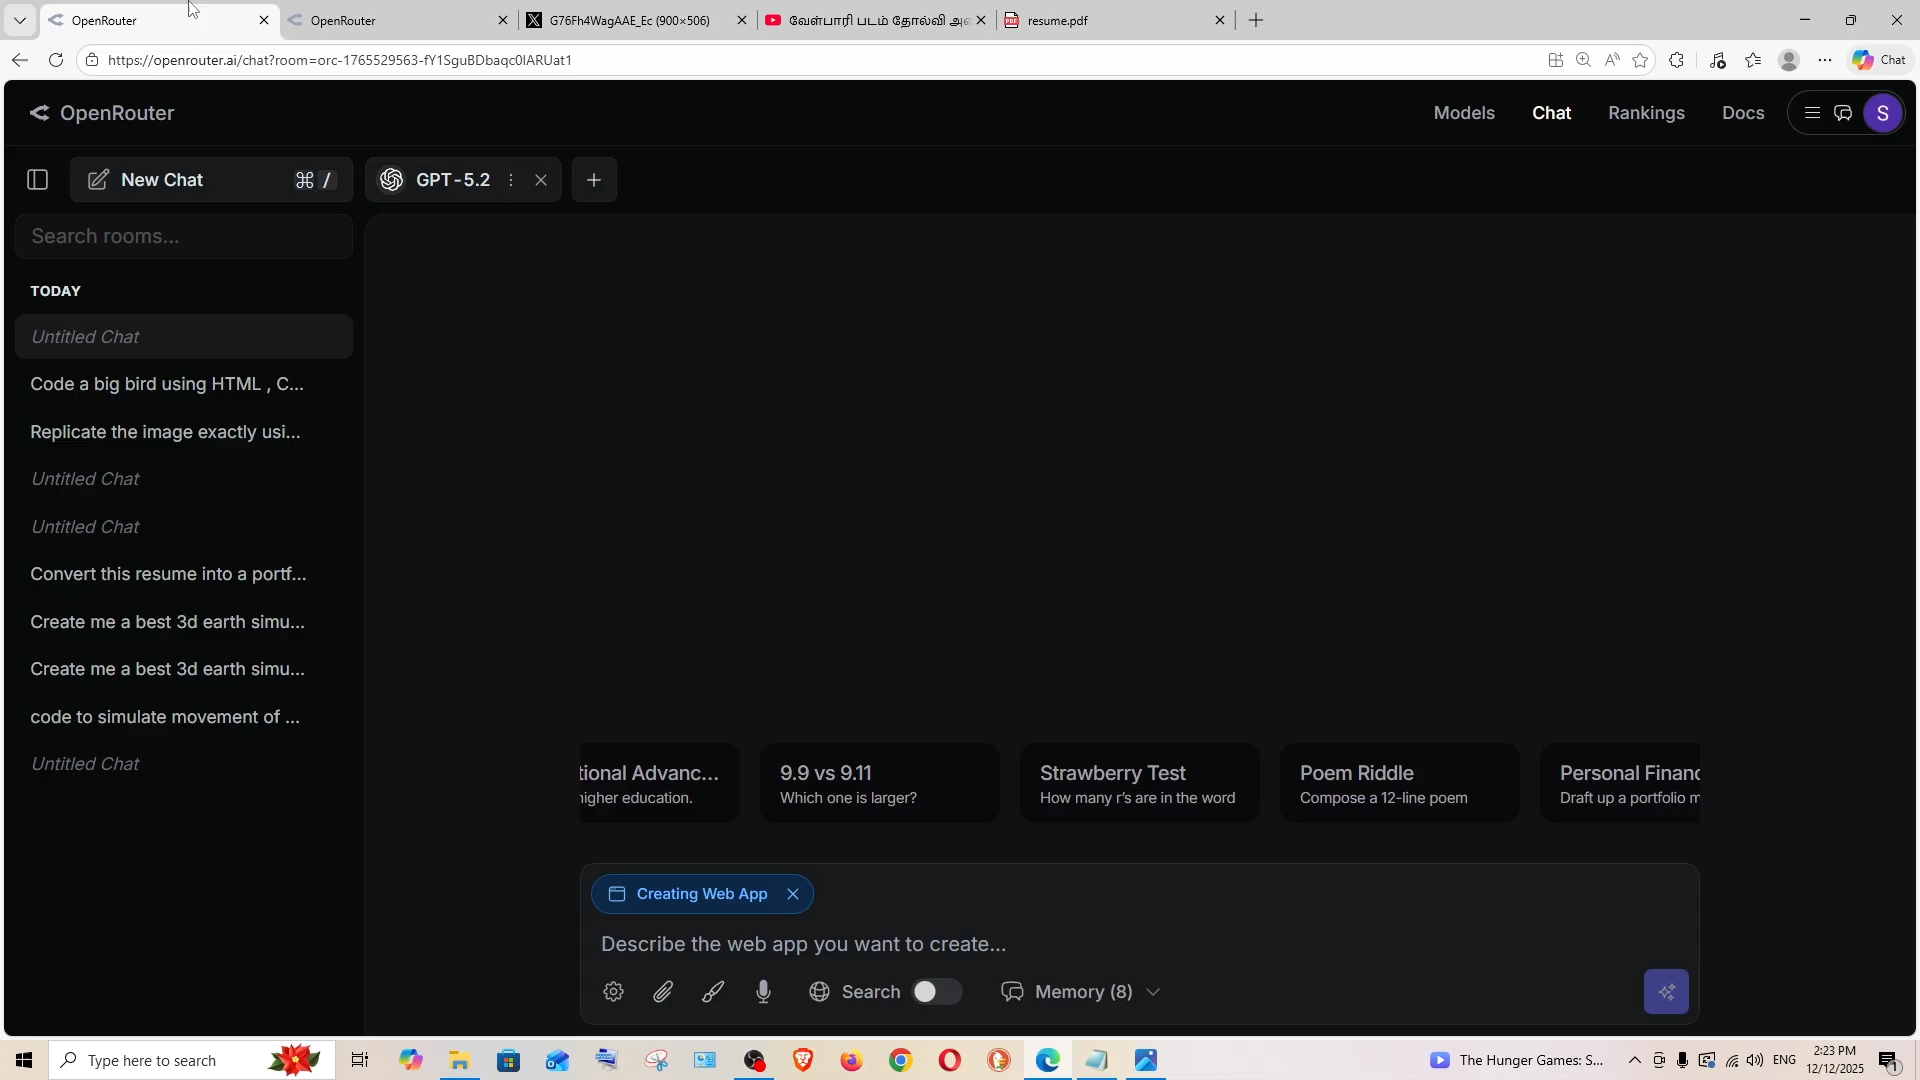 OpenRouter
OpenRouter
G76Fh4WagAAE_Ec (900×506)
வேள்பாரி படம் தோல்வி அ
resume.pdf
https://openrouter.ai/chat?room=orc-1765529563-fY1SguBDbaqc0IARUat1
Chat
OpenRouter
Models
Chat
Rankings
Docs
S
New Chat
⌘ /
GPT-5.2
Search rooms...
TODAY
Untitled Chat
Code a big bird using HTML , C...
Replicate the image exactly usi...
Untitled Chat
Untitled Chat
Convert this resume into a portf...
Create me a best 3d earth simu...
Create me a best 3d earth simu...
code to simulate movement of ...
Untitled Chat
tional Advanc...
higher education.
9.9 vs 9.11
Which one is larger?
Strawberry Test
How many r's are in the word
Poem Riddle
Compose a 12-line poem
Personal Financ
Draft up a portfolio m
Creating Web App
Describe the web app you want to create...
Search
Memory (8)
Type here to search
The Hunger Games: S...
ENG
2:23 PM
12/12/2025
1